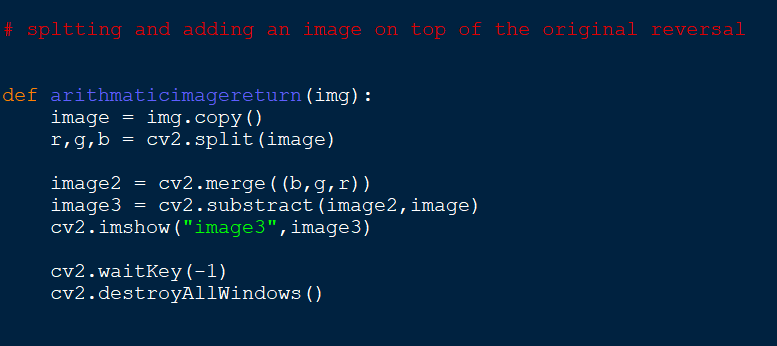 # spltting and adding an image on top of the original reversal
def arithmaticimagereturn(img):
    image = img.copy()
    r,g,b = cv2.split(image)
    image2 = cv2.merge((b,g,r))
    image3 = cv2.substract(image2,image)
    cv2.imshow("image3",image3)
    cv2.waitKey(-1)
    cv2.destroyAllWindows()